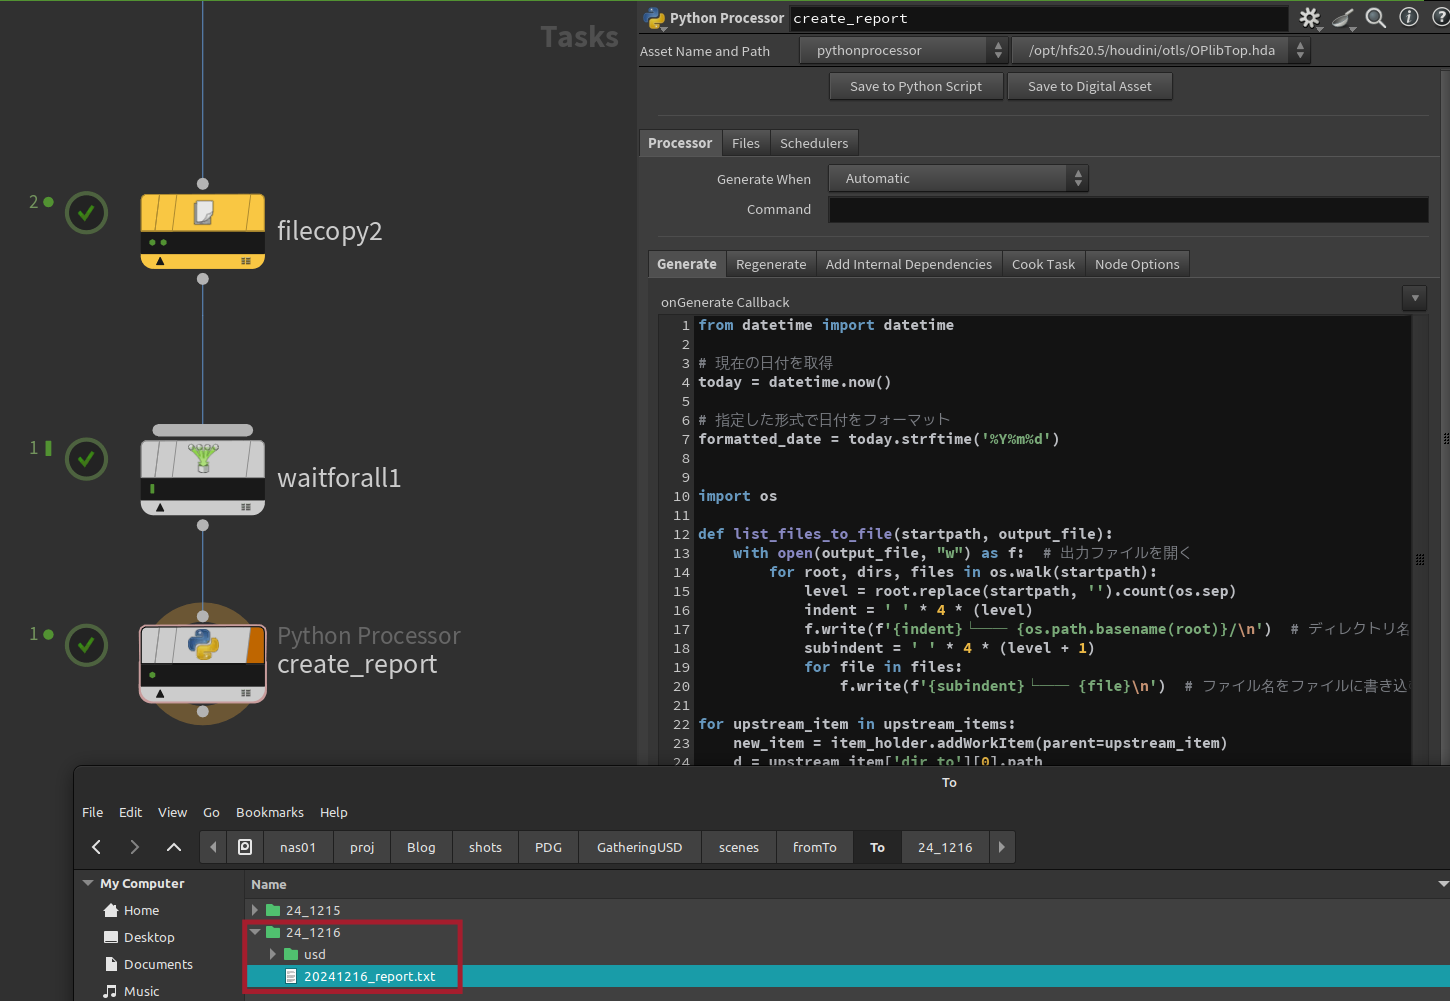 Tasks
2
filecopy2
1
waitforall1
1
Python Processor
create_report
Python Processor
create_report
Asset Name and Path
pythonprocessor
/opt/hfs20.5/houdini/otls/OPlibTop.hda
Save to Python Script
Save to Digital Asset
Processor
Files
Schedulers
Generate When
Automatic
Command
Generate
Regenerate
Add Internal Dependencies
Cook Task
Node Options
onGenerate Callback
1 from datetime import datetime
2
3 # 現在の日付を取得
4 today = datetime.now()
5
6 # 指定した形式で日付をフォーマット
7 formatted_date = today.strftime('%Y%m%d')
8
9
10 import os
11
12 def list_files_to_file(startpath, output_file):
13     with open(output_file, "w") as f:  # 出力ファイルを開く
14         for root, dirs, files in os.walk(startpath):
15             level = root.replace(startpath, '').count(os.sep)
16             indent = ' ' * 4 * (level)
17             f.write(f'{indent}└── {os.path.basename(root)}/\n')  # ディレクトリ名
18             subindent = ' ' * 4 * (level + 1)
19             for file in files:
20                 f.write(f'{subindent}└── {file}\n')  # ファイル名をファイルに書き込
21
22 for upstream_item in upstream_items:
23     new_item = item_holder.addWorkItem(parent=upstream_item)
24     d = upstream_item['dir_to'][0].path
To
File Edit View Go Bookmarks Help
nas01 proj Blog shots PDG GatheringUSD scenes fromTo To 24_1216
My Computer
Home
Desktop
Documents
Music
Name
24_1215
24_1216
usd
20241216_report.txt